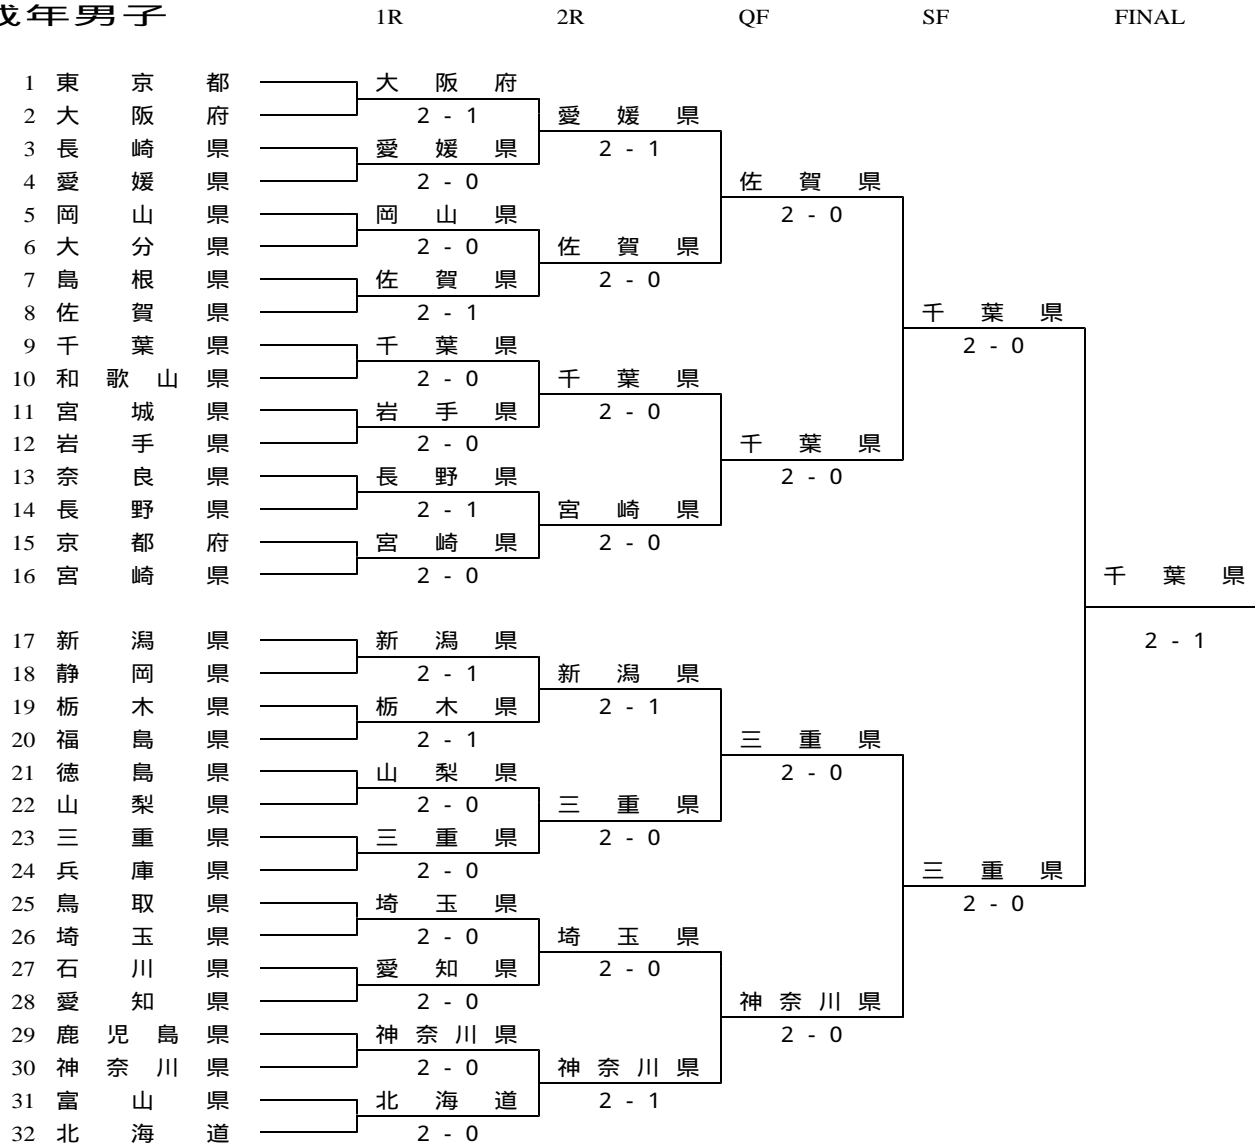 成年男子 1R 2R QF SF FINAL
1 東京都 大阪府
2 大阪府 2 - 1 愛媛県
3 長崎県 愛媛県 2 - 1
4 愛媛県 2 - 0 佐賀県
5 岡山県 岡山県 2 - 0
6 大分県 2 - 0 佐賀県
7 島根県 佐賀県 2 - 0
8 佐賀県 2 - 1 千葉県
9 千葉県 千葉県 2 - 0
10 和歌山県 2 - 0 千葉県
11 宮城県 岩手県 2 - 0
12 岩手県 2 - 0 千葉県
13 奈良県 長野県 2 - 0
14 長野県 2 - 1 宮崎県
15 京都府 宮崎県 2 - 0
16 宮崎県 2 - 0 千葉県
17 新潟県 新潟県 2 - 1
18 静岡県 2 - 1 新潟県
19 栃木県 栃木県 2 - 1
20 福島県 2 - 1 三重県
21 徳島県 山梨県 2 - 0
22 山梨県 2 - 0 三重県
23 三重県 三重県 2 - 0
24 兵庫県 2 - 0 三重県
25 鳥取県 埼玉県 2 - 0
26 埼玉県 2 - 0 埼玉県
27 石川県 愛知県 2 - 0
28 愛知県 2 - 0 神奈川県
29 鹿児島県 神奈川県 2 - 0
30 神奈川県 2 - 0 神奈川県
31 富山県 北海道 2 - 1
32 北海道 2 - 0